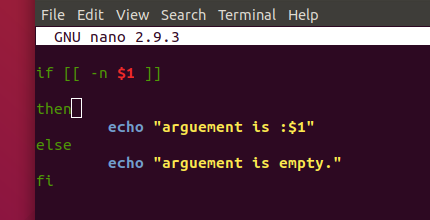 File Edit View Search Terminal Help
GNU nano 2.9.3
if [[ -n $1 ]]
then
echo "arguement is :$1"
else
echo "arguement is empty."
fi